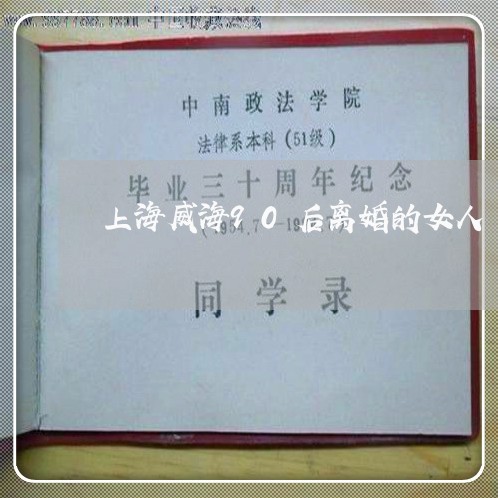 中南政法学院
法律系本科(51级)
毕业三十周年纪念
上海威海90后离婚的女人
同学录